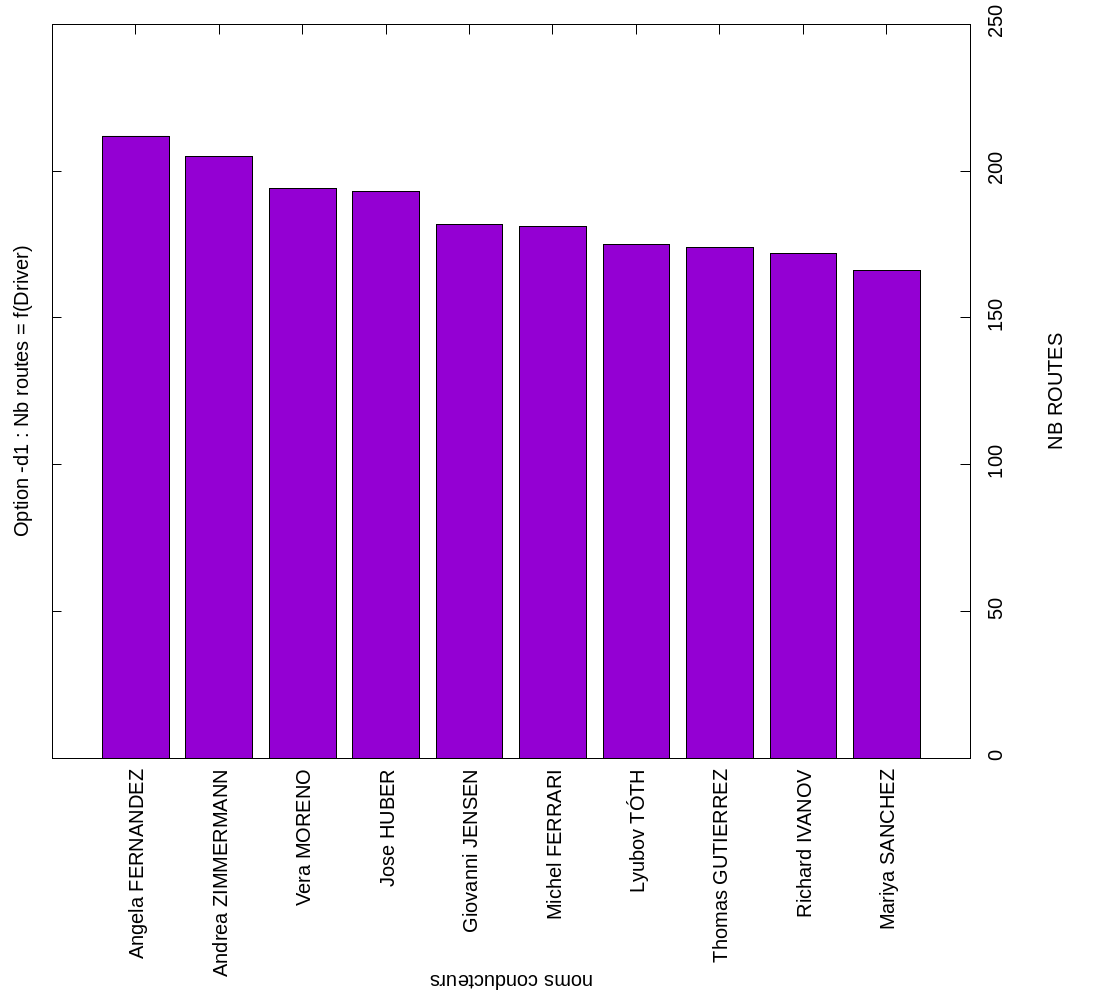 Option -d1 : Nb routes = f(Driver)
250
200
150
100
50
0
NB ROUTES
Angela FERNANDEZ
Andrea ZIMMERMANN
Vera MORENO
Jose HUBER
Giovanni JENSEN
Michel FERRARI
Lyubov TÓTH
Thomas GUTIERREZ
Richard IVANOV
Mariya SANCHEZ
noms conducteurs